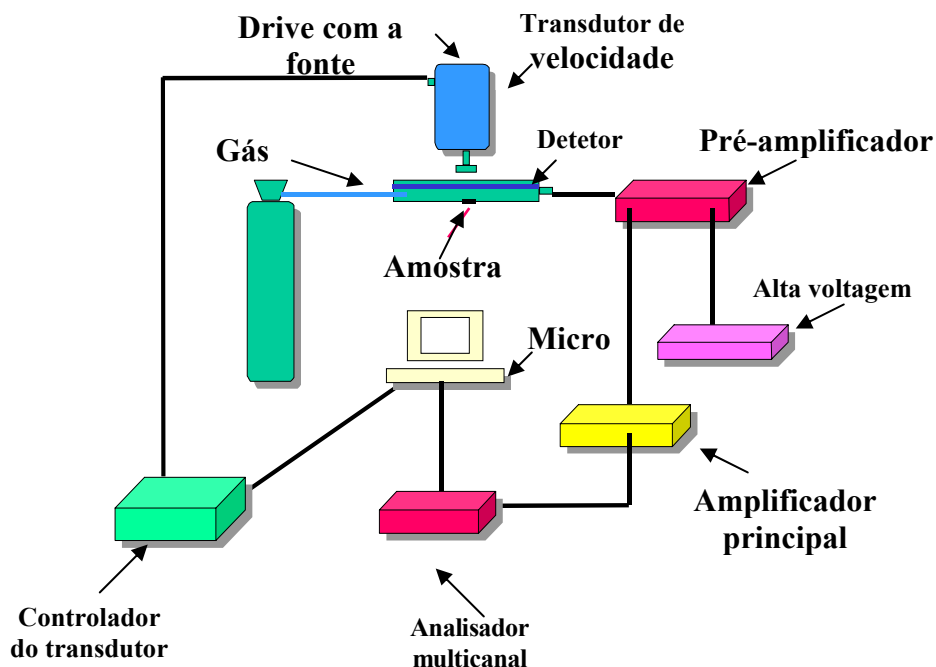 Drive com a
fonte
Transdutor de
velocidade
Gás
Detetor
Pré-amplificador
Amostra
Alta voltagem
Micro
Amplificador
principal
Controlador
do transdutor
Analisador
multicanal